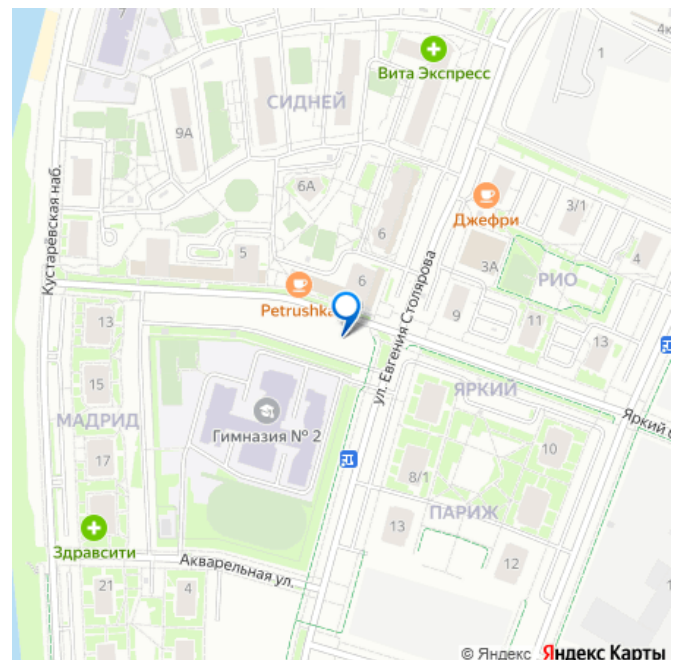 7
4к
1
Вита Экспресс
СИДНЕЙ
9А
Кустарёвская наб.
6А
3/1
Джефри
6
5
4
3А
РИО
6
Petrushka
ул. Евгения Столярова
9
11
13
13
15
ЯРКИЙ
Яркий
Гимназия № 2
МАДРИД
17
10
8/1
ПАРИЖ
13
Здравсити
Акварельная ул.
12
21
4
1
© Яндекс Яндекс Карты